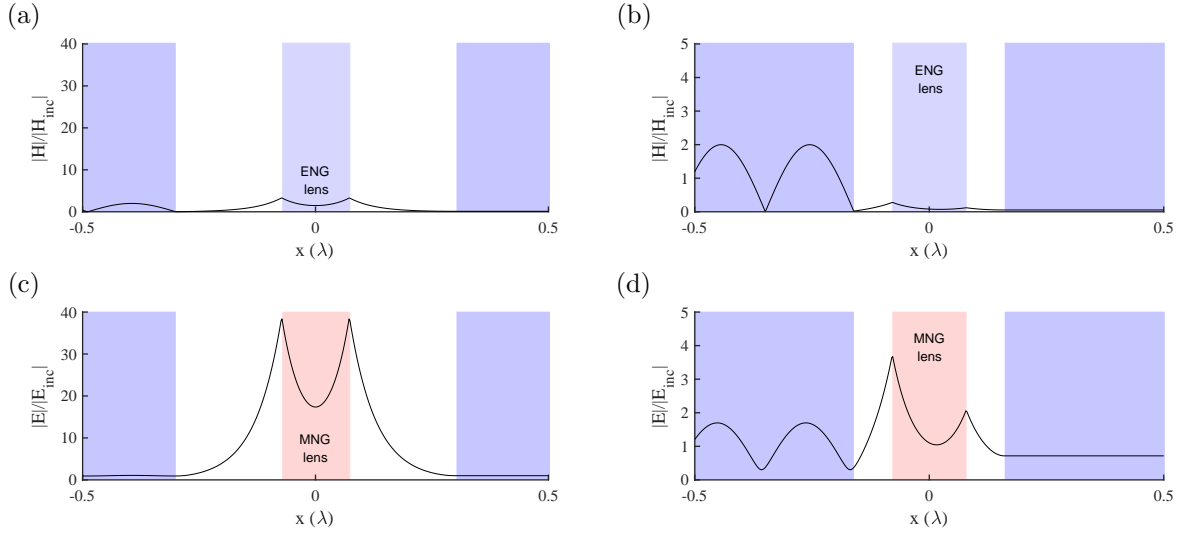 (a)
40
30
20
10
0
|H|/|H_inc|
ENG
lens
-0.5
0
0.5
x (λ)
(b)
5
4
3
2
1
0
|H|/|H_inc|
ENG
lens
-0.5
0
0.5
x (λ)
(c)
40
30
20
10
0
|E|/|E_inc|
MNG
lens
-0.5
0
0.5
x (λ)
(d)
5
4
3
2
1
0
|E|/|E_inc|
MNG
lens
-0.5
0
0.5
x (λ)